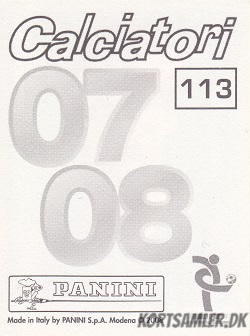 Calciatori
113
07
08
PANINI
Made in Italy by PANINI S.p.A. Modena
KORTSAMLER.DK